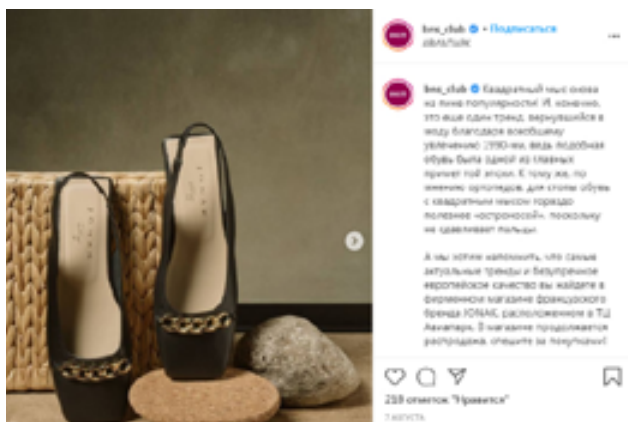 bns_club • Подписаться
bns_club Квадратный мыс снова
на пике популярности! И, конечно,
это еще один тренд, вернувшийся в
моду благодаря всеобщему
увлечению 1990-ми, ведь подобная
обувь была одной из главных
примет той эпохи. К тому же, по
мнению ортопедов, для стопы обувь
с квадратным мысом гораздо
полезнее «остроносой», поскольку
не сдавливает пальцы.
А мы хотим напомнить, что самые
актуальные тренды и безупречное
европейское качество вы найдете в
фирменном магазине французского
бренда JONAK, расположенном в ТЦ
Авиапарк. В магазине продолжается
распродажа, спешите за покупками!
218 отметок "Нравится"
7 АВГУСТА